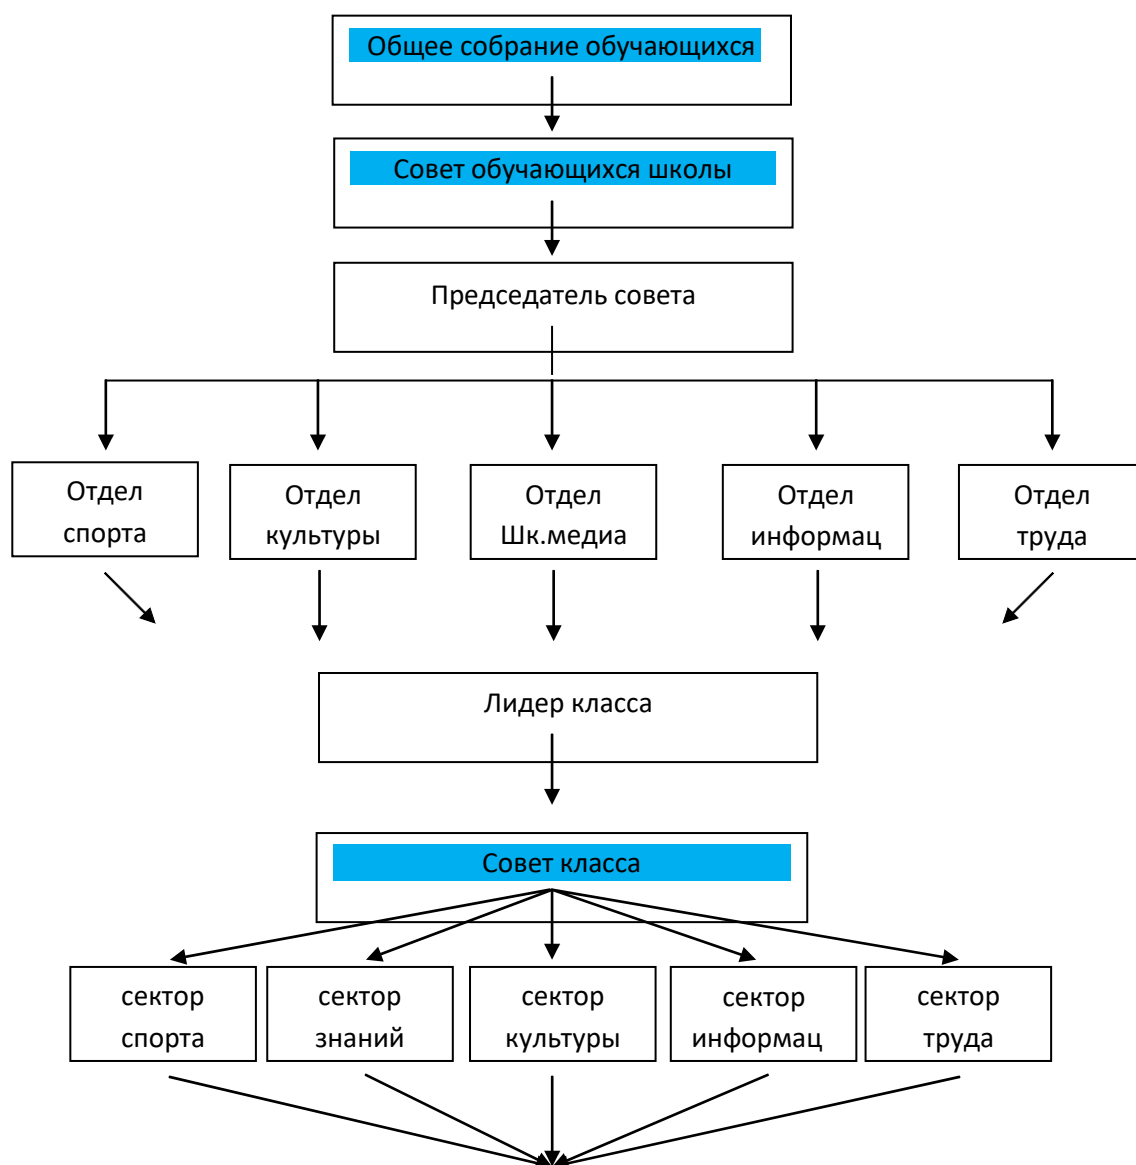 Общее собрание обучающихся
Совет обучающихся школы
Председатель совета
Отдел
спорта
Отдел
культуры
Отдел
Шк.медиа
Отдел
информац
Отдел
труда
Лидер класса
Совет класса
сектор
спорта
сектор
знаний
сектор
культуры
сектор
информац
сектор
труда